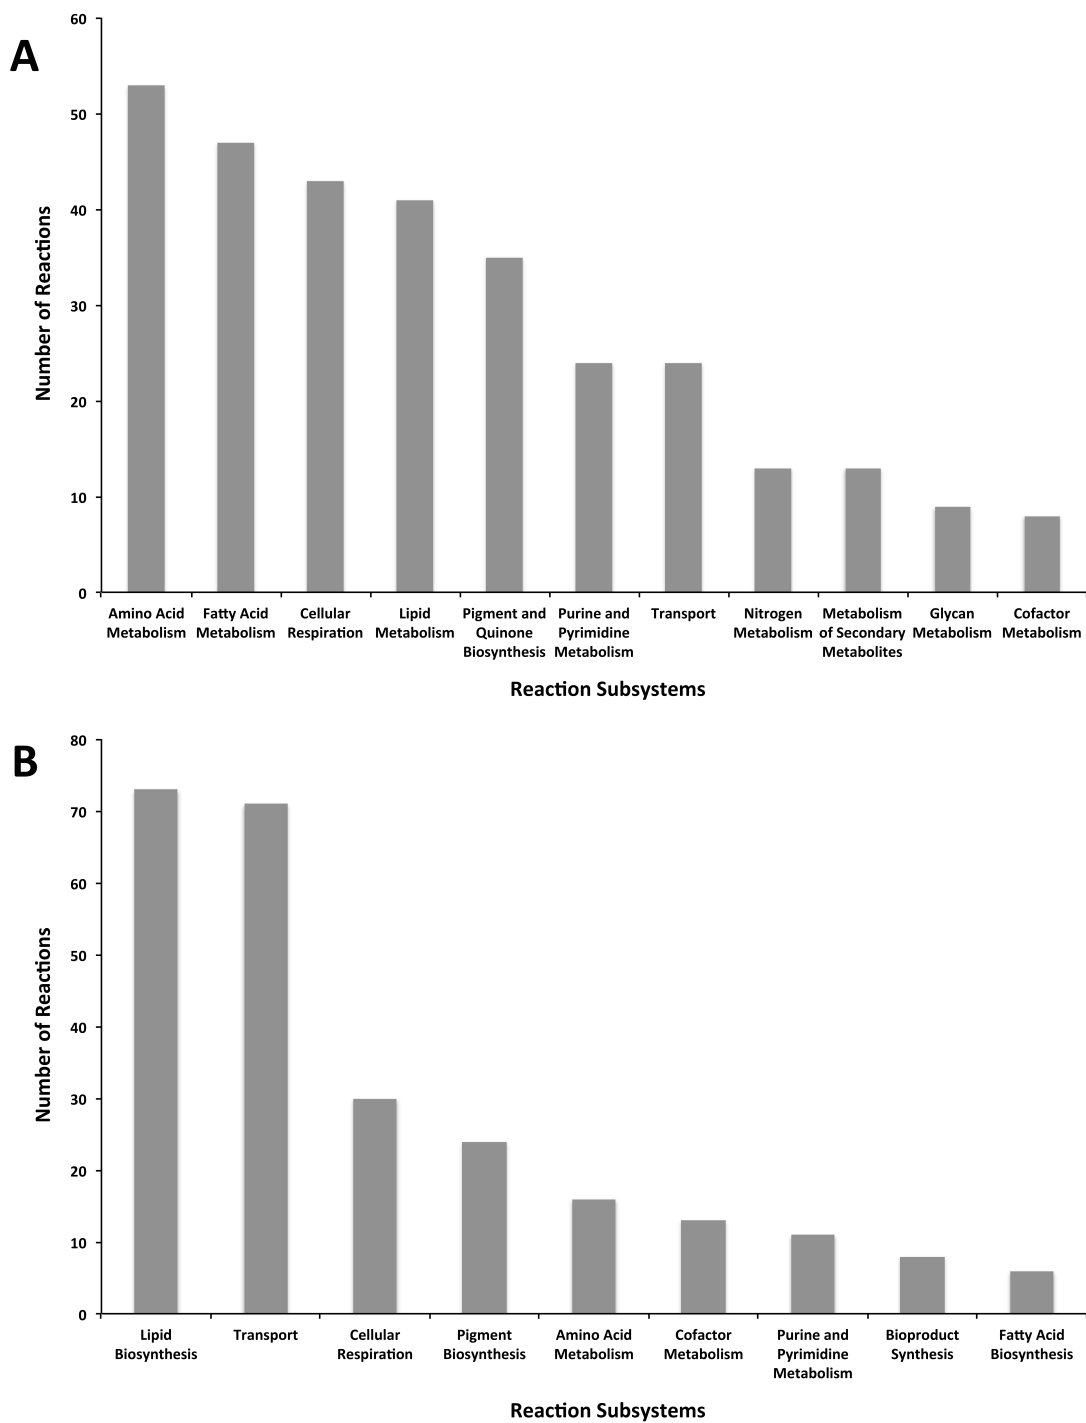 A
60
50
40
30
20
10
0
Number of Reactions
Amino Acid
Metabolism
Fatty Acid
Metabolism
Cellular
Respiration
Lipid
Metabolism
Pigment and
Quinone
Biosynthesis
Purine and
Pyrimidine
Metabolism
Transport
Nitrogen
Metabolism
Metabolism
of Secondary
Metabolites
Glycan
Metabolism
Cofactor
Metabolism
Reaction Subsystems
B
80
70
60
50
40
30
20
10
0
Number of Reactions
Lipid
Biosynthesis
Transport
Cellular
Respiration
Pigment
Biosynthesis
Amino Acid
Metabolism
Cofactor
Metabolism
Purine and
Pyrimidine
Metabolism
Bioproduct
Synthesis
Fatty Acid
Biosynthesis
Reaction Subsystems